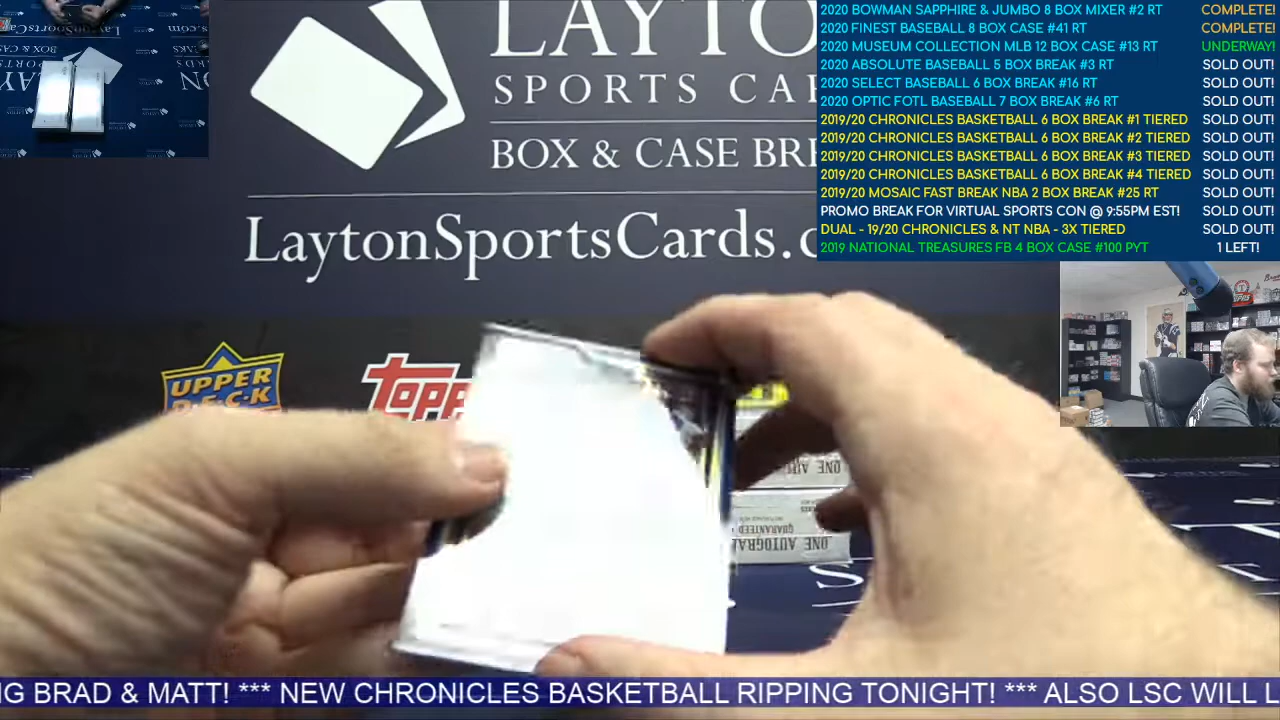 LAYTO
SPORTS CAR
BOX & CASE BRE
LaytonSportsCards.c
2020 BOWMAN SAPPHIRE & JUMBO 8 BOX MIXER #2 RT COMPLETE!
2020 FINEST BASEBALL 8 BOX CASE #41 RT COMPLETE!
2020 MUSEUM COLLECTION MLB 12 BOX CASE #13 RT UNDERWAY!
2020 ABSOLUTE BASEBALL 5 BOX BREAK #3 RT SOLD OUT!
2020 SELECT BASEBALL 6 BOX BREAK #16 RT SOLD OUT!
2020 OPTIC FOTL BASEBALL 7 BOX BREAK #6 RT SOLD OUT!
2019/20 CHRONICLES BASKETBALL 6 BOX BREAK #1 TIERED SOLD OUT!
2019/20 CHRONICLES BASKETBALL 6 BOX BREAK #2 TIERED SOLD OUT!
2019/20 CHRONICLES BASKETBALL 6 BOX BREAK #3 TIERED SOLD OUT!
2019/20 CHRONICLES BASKETBALL 6 BOX BREAK #4 TIERED SOLD OUT!
2019/20 MOSAIC FAST BREAK NBA 2 BOX BREAK #25 RT SOLD OUT!
PROMO BREAK FOR VIRTUAL SPORTS CON @ 9:55PM EST! SOLD OUT!
DUAL - 19/20 CHRONICLES & NT NBA - 3X TIERED SOLD OUT!
2019 NATIONAL TREASURES FB 4 BOX CASE #100 PYT 1 LEFT!
UPPER
DECK
TOPP
ONE AUT
GUARANTEED
ONE AUTOGRA
NG BRAD & MATT! *** NEW CHRONICLES BASKETBALL RIPPING TONIGHT! *** ALSO LSC WILL L